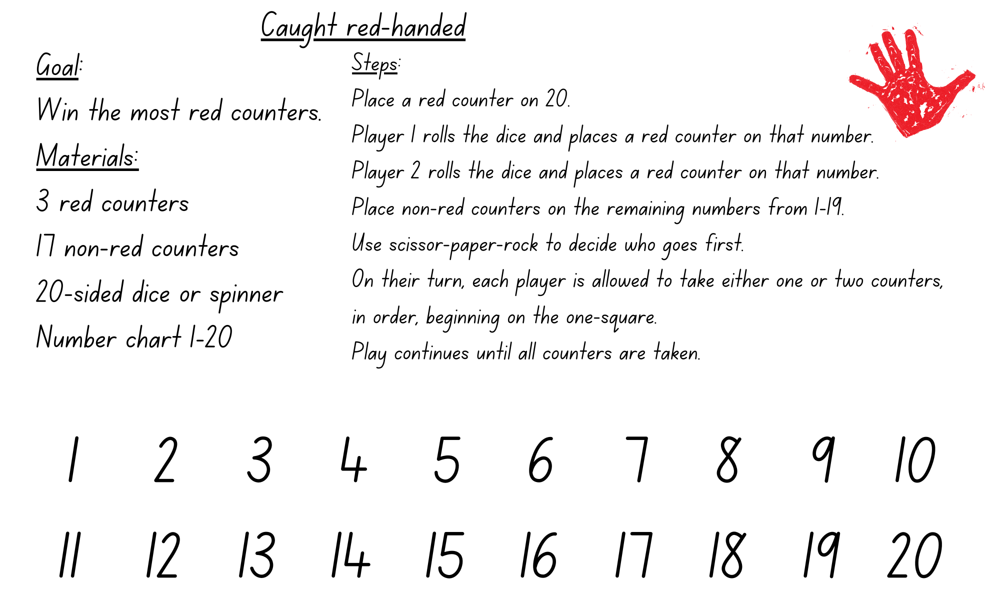 Caught red-handed
Goal:
Win the most red counters.
Materials:
3 red counters
17 non-red counters
20-sided dice or spinner
Number chart 1-20
Steps:
Place a red counter on 20.
Player 1 rolls the dice and places a red counter on that number.
Player 2 rolls the dice and places a red counter on that number.
Place non-red counters on the remaining numbers from 1-19.
Use scissor-paper-rock to decide who goes first.
On their turn, each player is allowed to take either one or two counters,
in order, beginning on the one-square.
Play continues until all counters are taken.
1 2 3 4 5 6 7 8 9 10
11 12 13 14 15 16 17 18 19 20